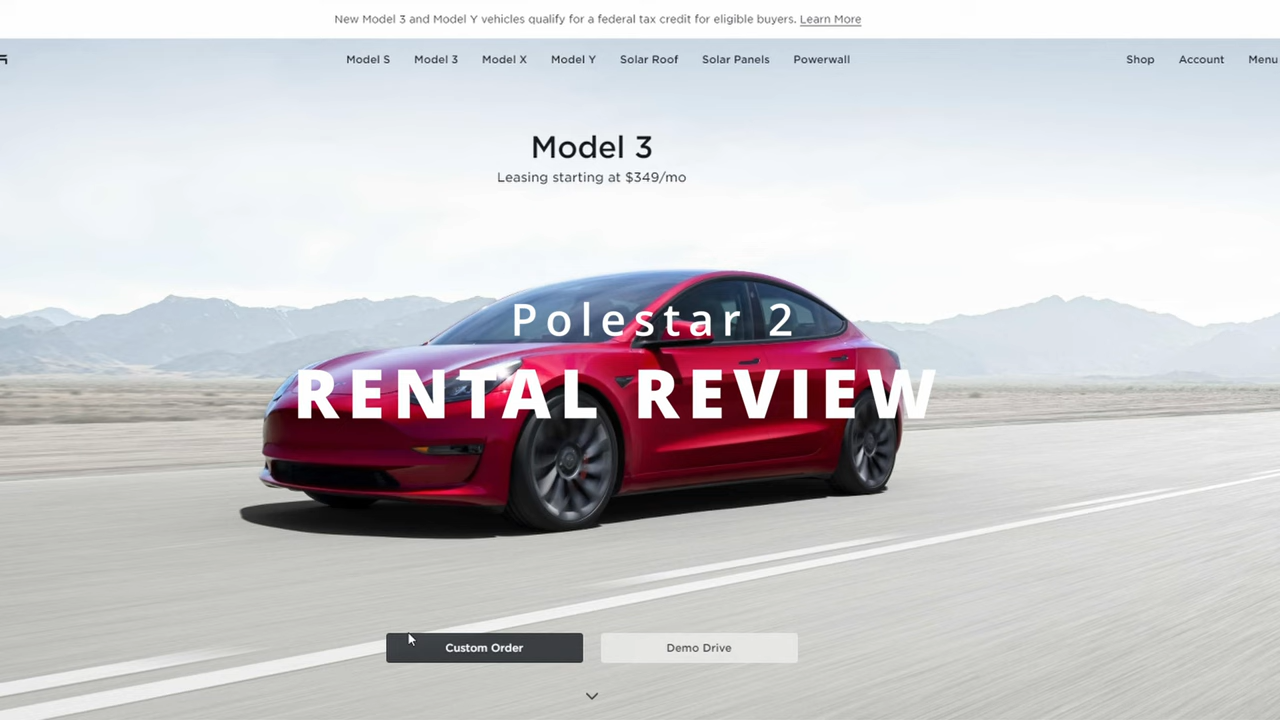 New Model 3 and Model Y vehicles qualify for a federal tax credit for eligible buyers. Learn More
Model S Model 3 Model X Model Y Solar Roof Solar Panels Powerwall Shop Account Menu
Model 3
Leasing starting at $349/mo
Polestar 2
RENTAL REVIEW
Custom Order Demo Drive